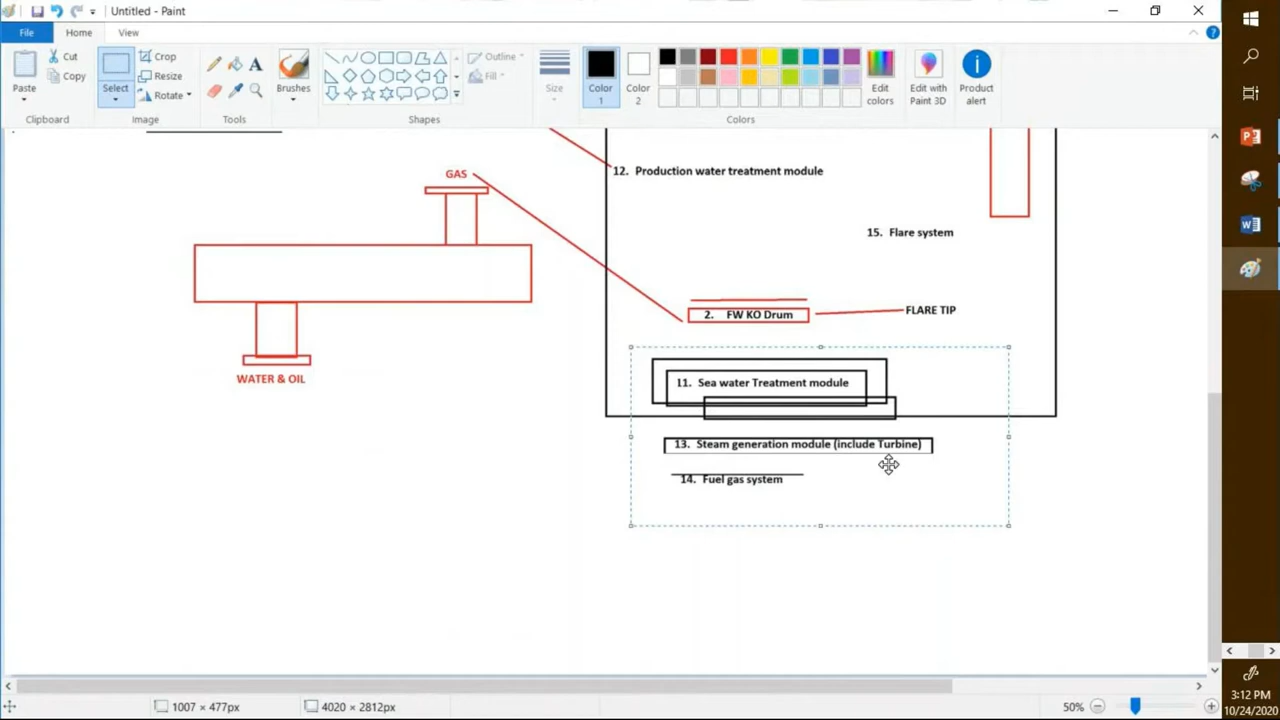 Untitled - Paint
File
Home
View
Paste
Cut
Copy
Clipboard
Select
Crop
Resize
Rotate
Image
Tools
Brushes
Outline
Fill
Shapes
Size
Color
1
Color
2
Edit
colors
Colors
Edit with
Paint 3D
Product
alert
GAS
WATER & OIL
12. Production water treatment module
15. Flare system
2. FW KO Drum
FLARE TIP
11. Sea water Treatment module
13. Steam generation module (include Turbine)
14. Fuel gas system
1007 × 477px
4020 × 2812px
50%
3:12 PM
10/24/2020